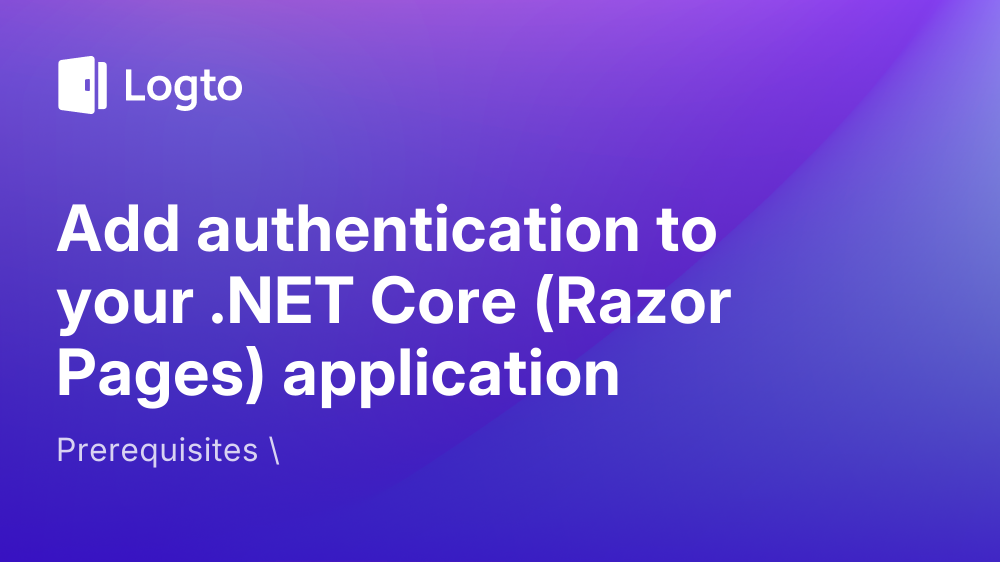 Logto
Add authentication to
your .NET Core (Razor
Pages) application
Prerequisites \